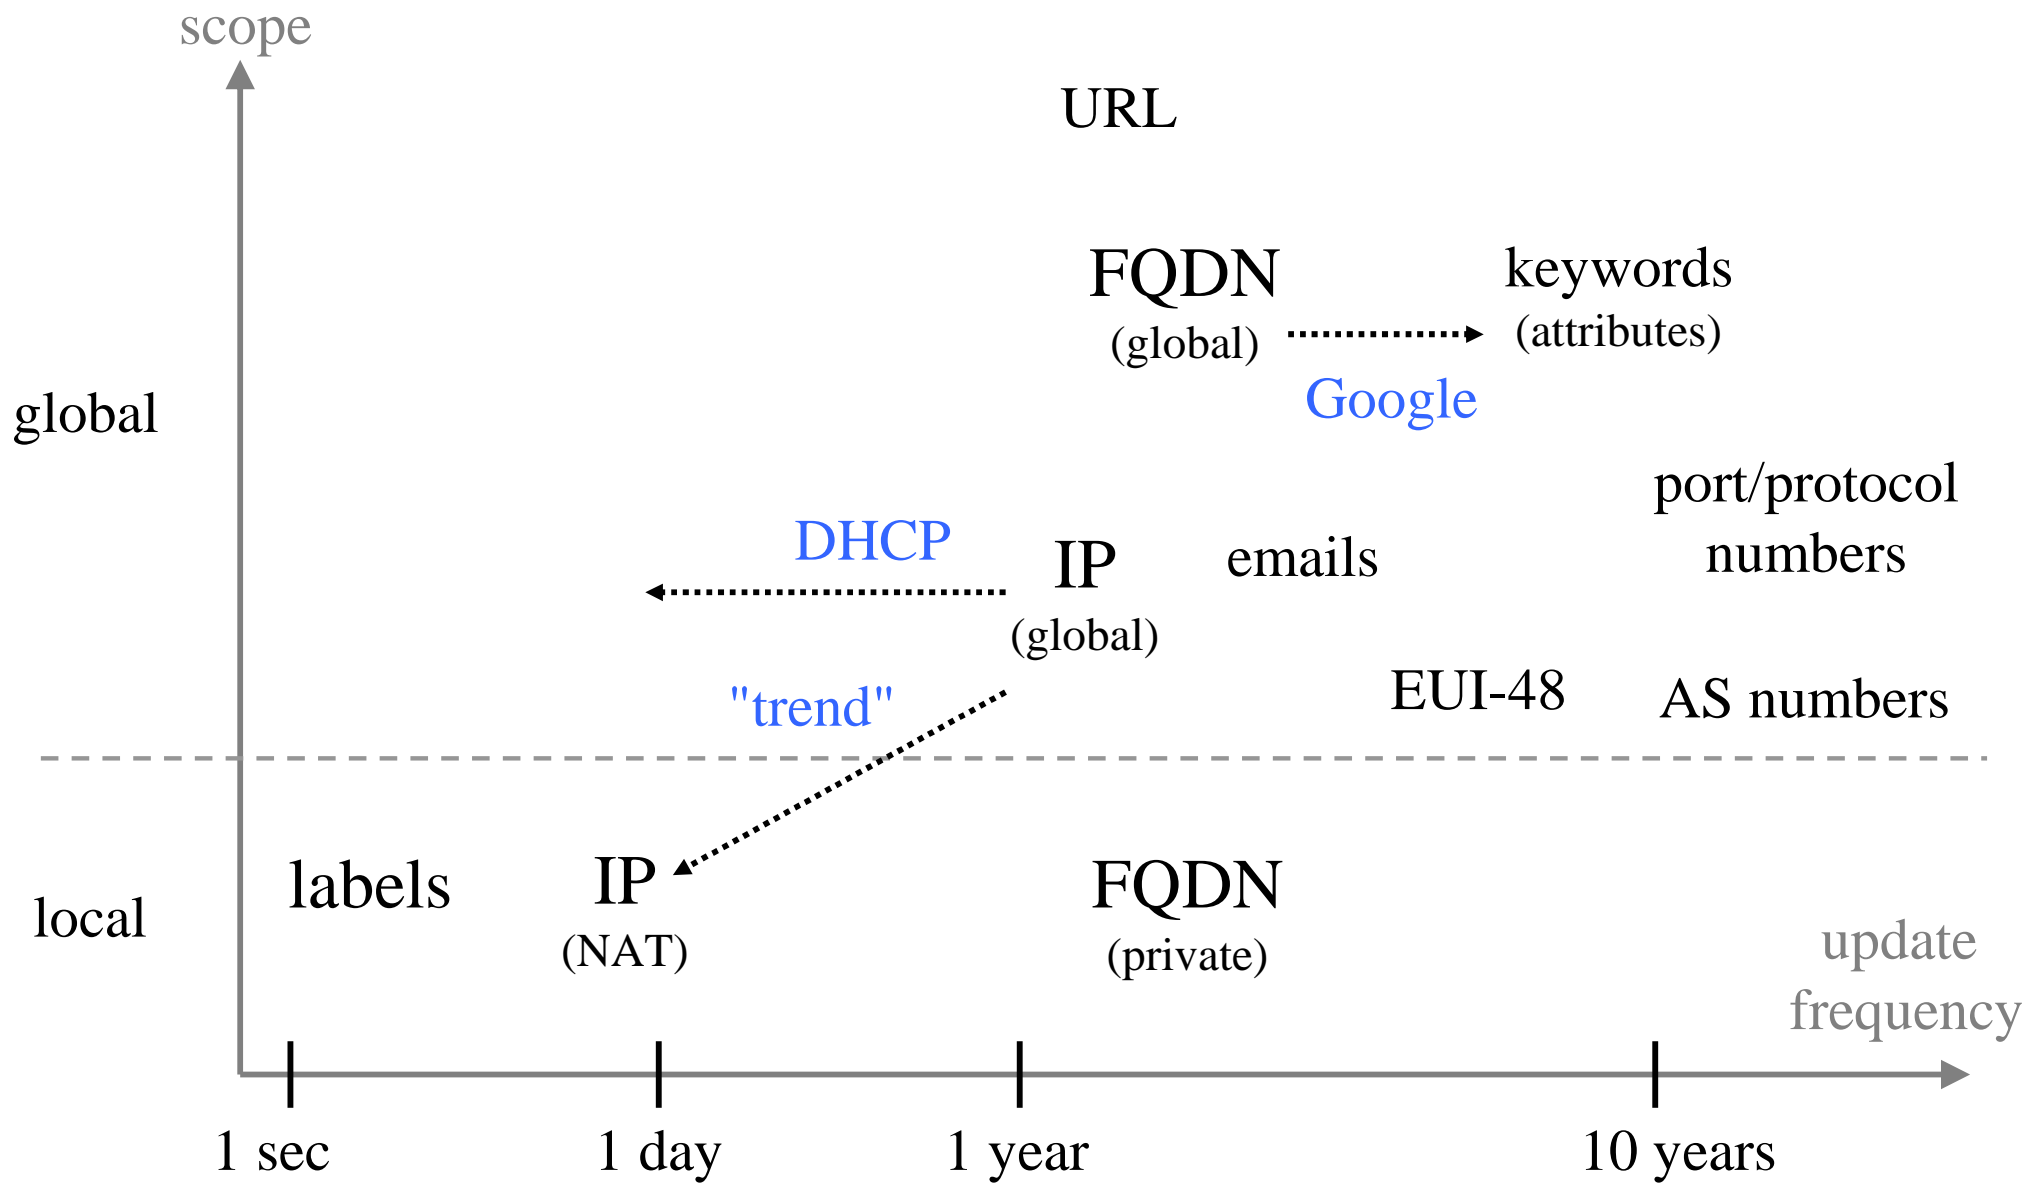 scope
URL
FQDN
(global)
keywords
(attributes)
Google
global
port/protocol
numbers
DHCP
IP
(global)
emails
"trend"
EUI-48
AS numbers
labels
IP
(NAT)
FQDN
(private)
local
update
frequency
1 sec
1 day
1 year
10 years